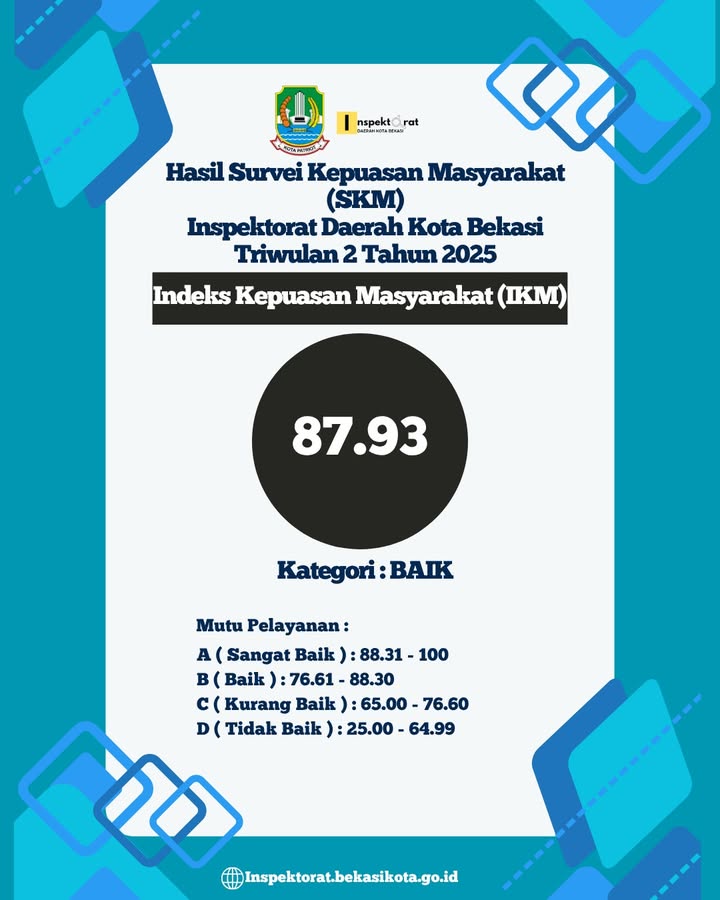 KOTA PATRIOT
Inspektorat
DAERAH KOTA BEKASI
Hasil Survei Kepuasan Masyarakat
(SKM)
Inspektorat Daerah Kota Bekasi
Triwulan 2 Tahun 2025
Indeks Kepuasan Masyarakat (IKM)
87.93
Kategori : BAIK
Mutu Pelayanan :
A ( Sangat Baik ) : 88.31 - 100
B ( Baik ) : 76.61 - 88.30
C ( Kurang Baik ) : 65.00 - 76.60
D ( Tidak Baik ) : 25.00 - 64.99
Inspektorat.bekasikota.go.id